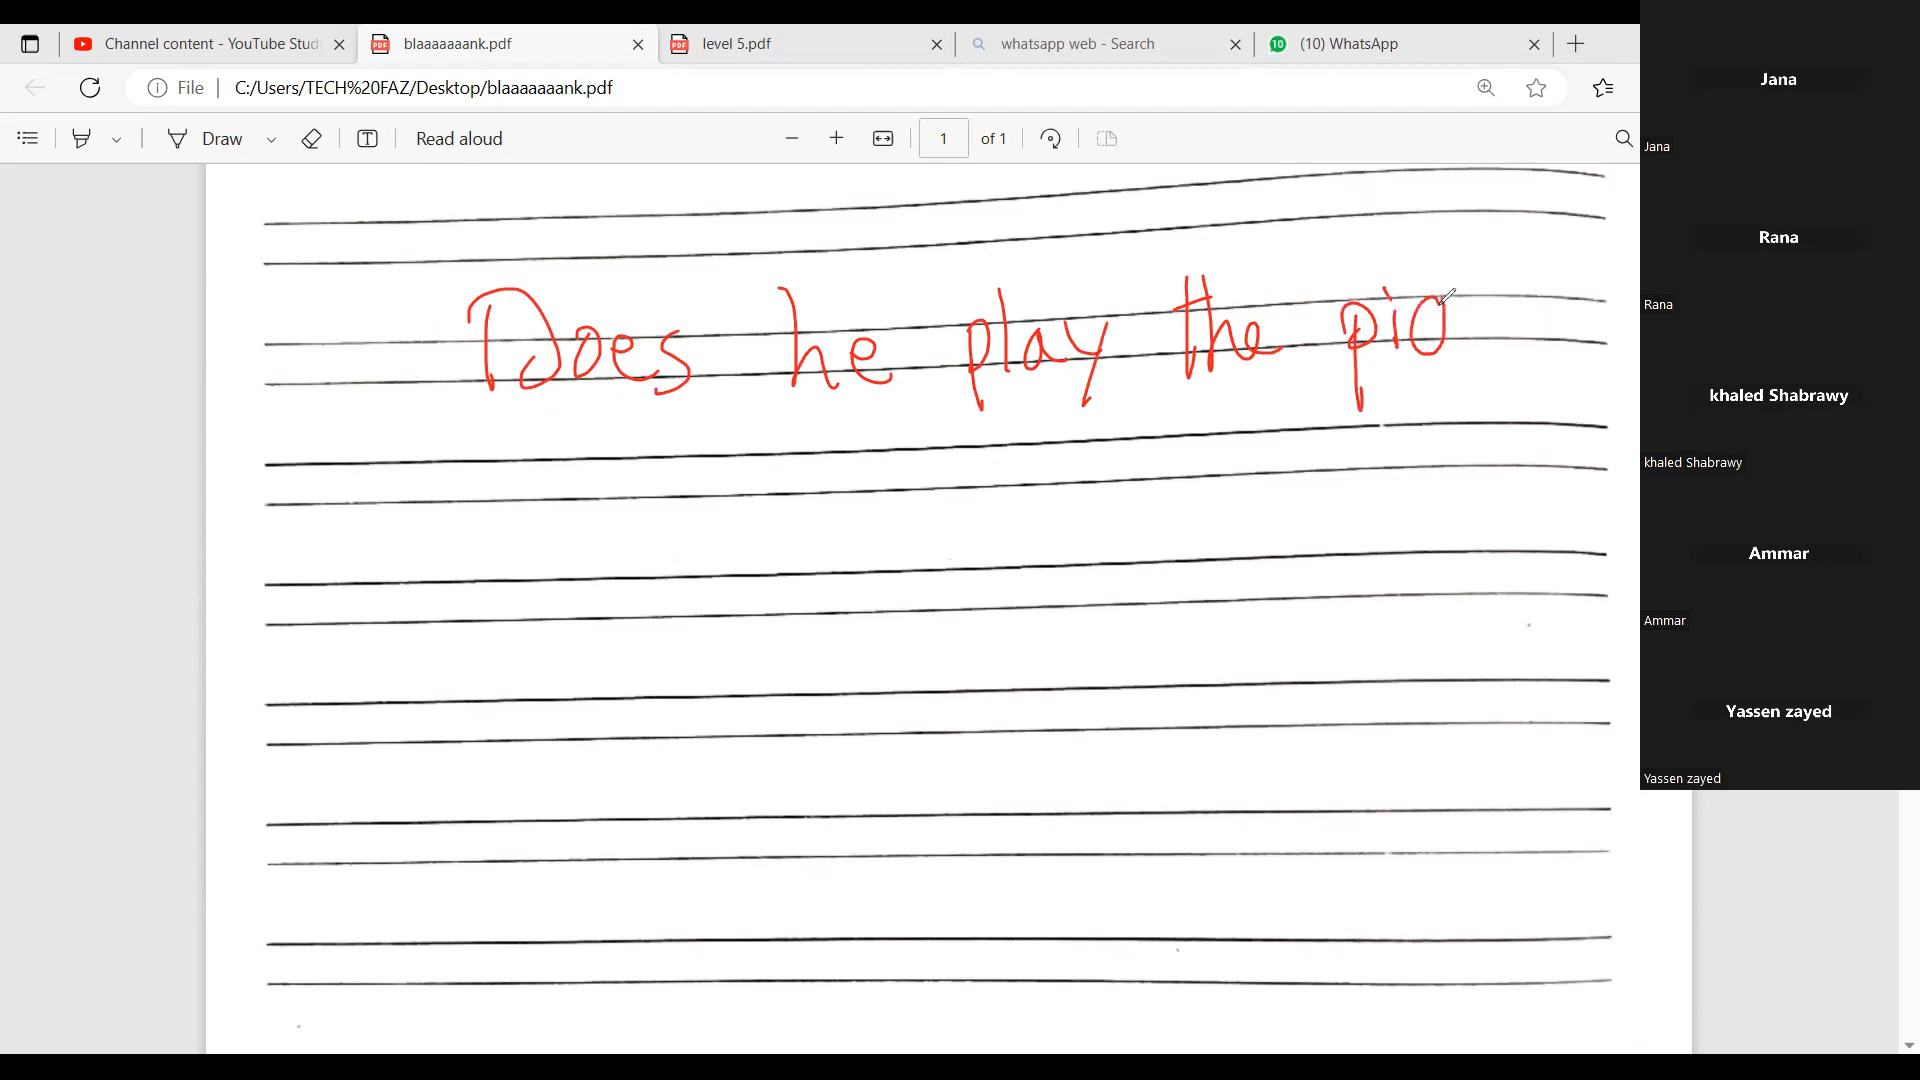 Channel content - YouTube Stud
blaaaaaaank.pdf
level 5.pdf
whatsapp web - Search
10
(10) WhatsApp
File
C:/Users/TECH%20FAZ/Desktop/blaaaaaaank.pdf
Draw
Read aloud
1
of 1
Does he play the pio
Jana
Jana
Rana
Rana
khaled Shabrawy
khaled Shabrawy
Ammar
Ammar
Yassen zayed
Yassen zayed